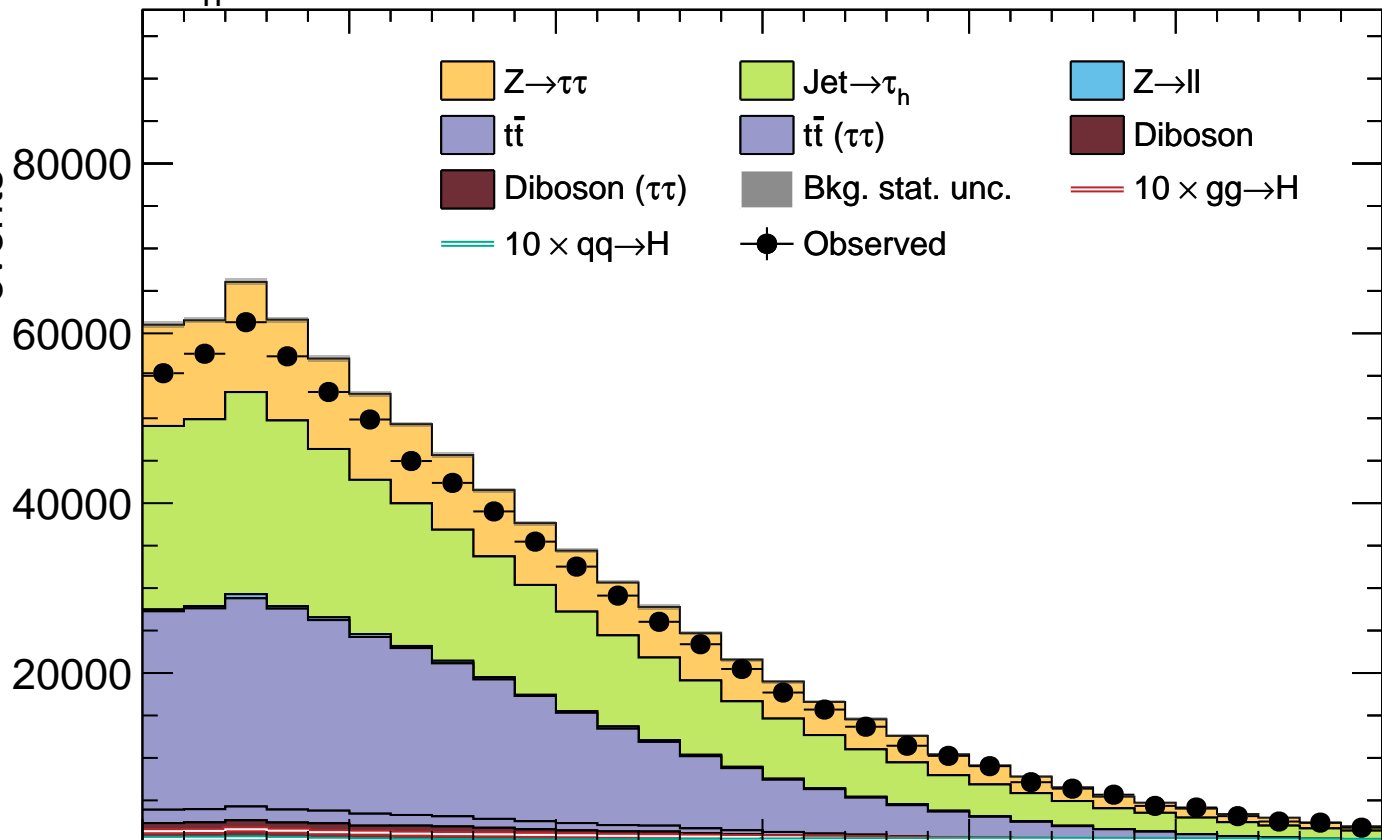 Z→ττ Jet→τ_h Z→ll
tt̄ tt̄ (ττ) Diboson
Diboson (ττ) Bkg. stat. unc. 10 × gg→H
10 × qq→H Observed
80000
60000
40000
20000